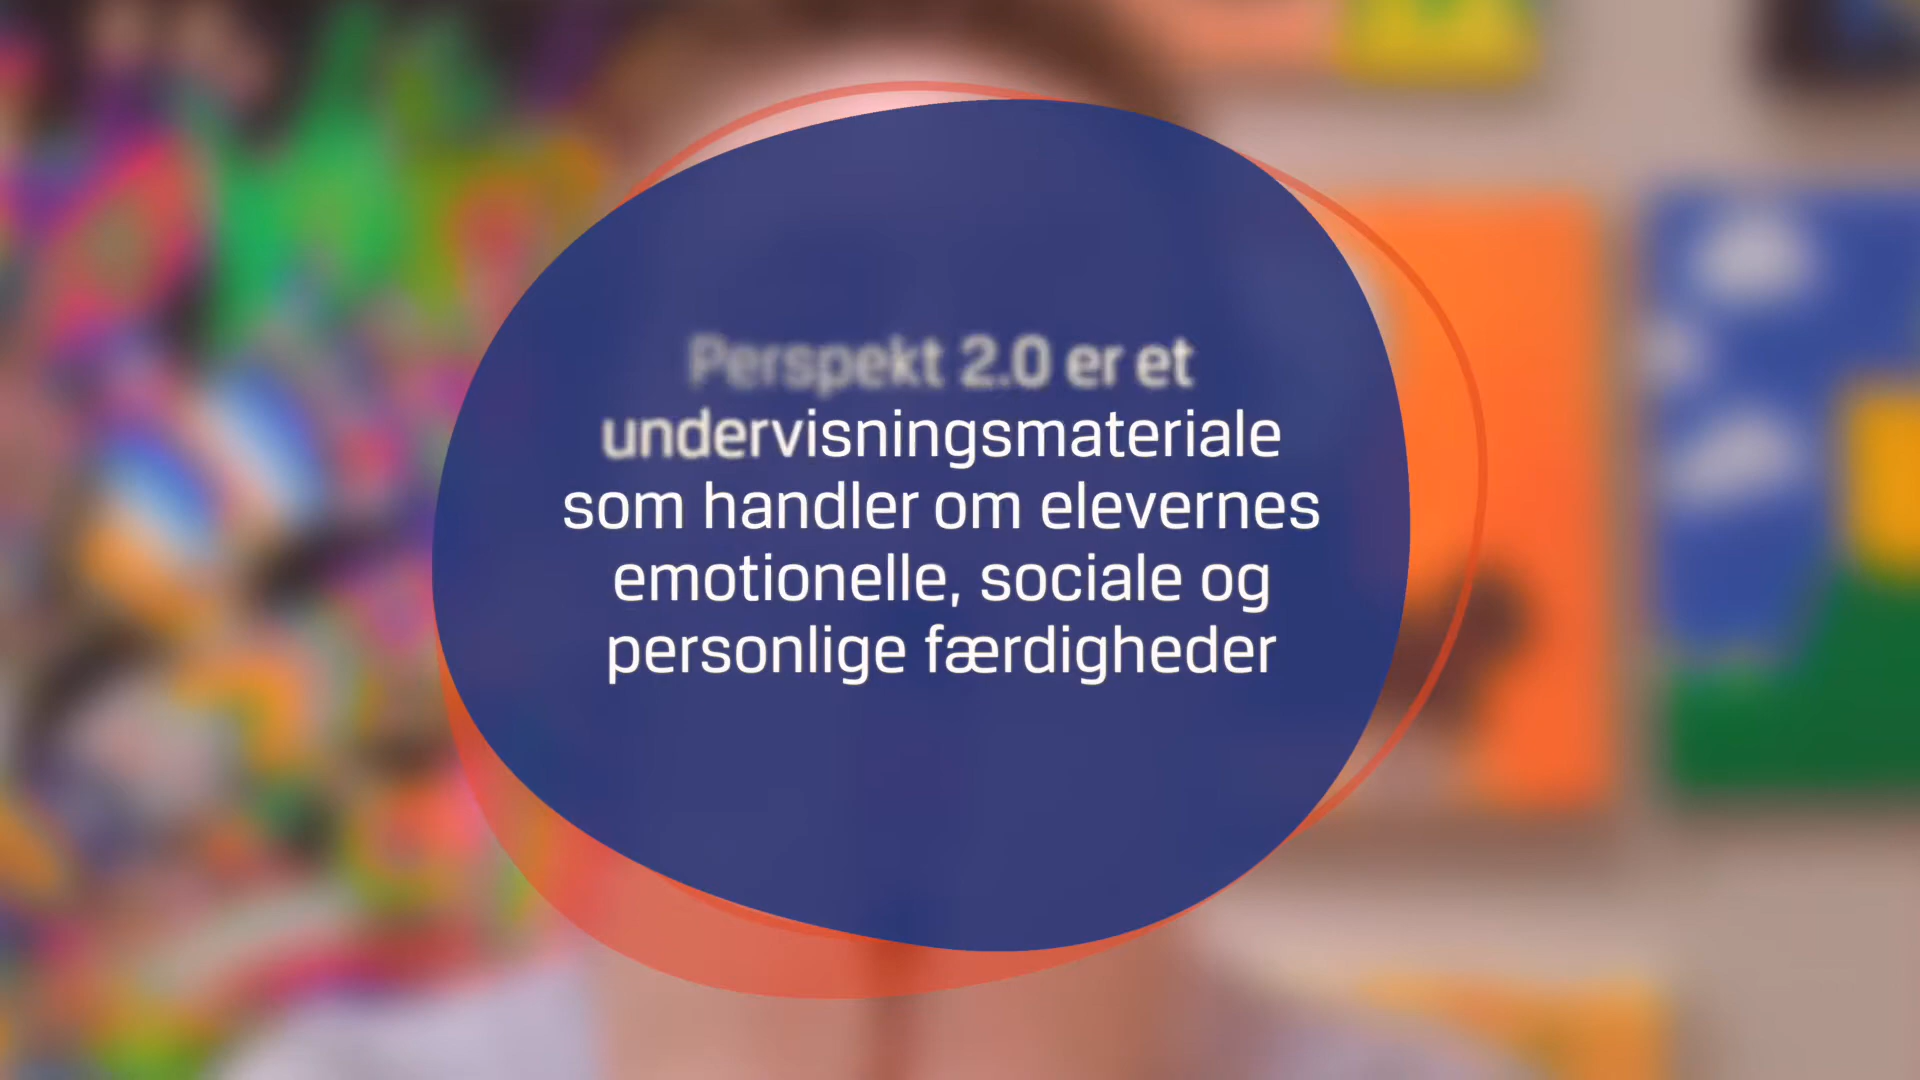 Perspekt 2.0 er et
undervisningsmateriale
som handler om elevernes
emotionelle, sociale og
personlige færdigheder